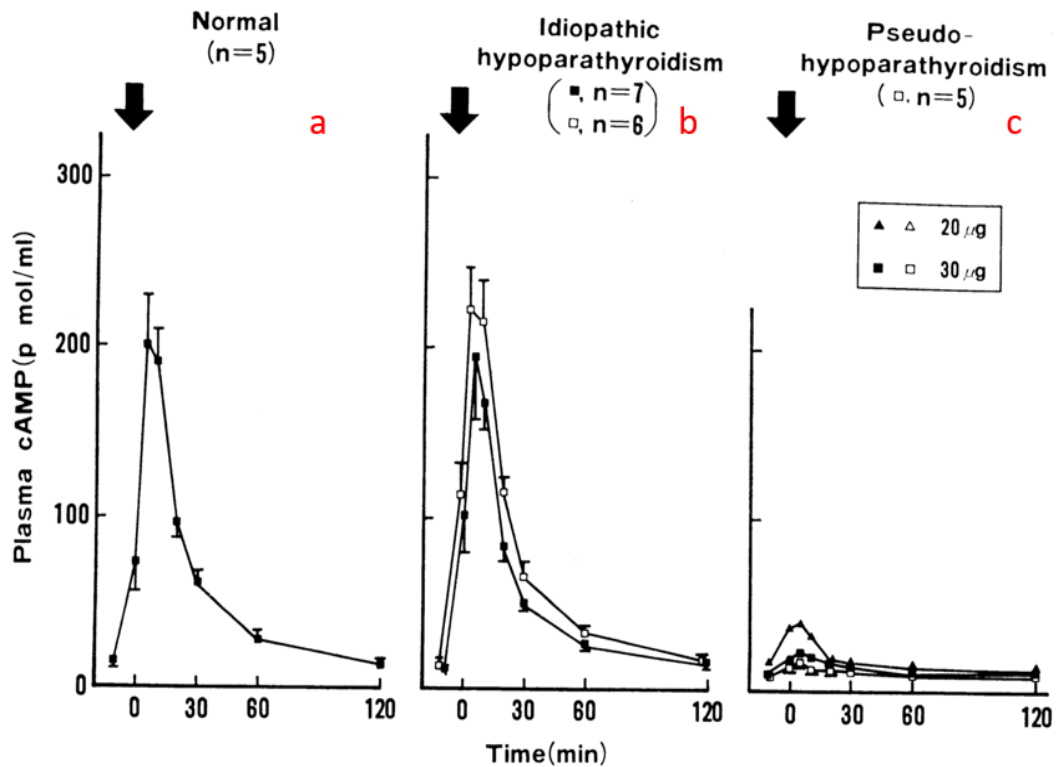 Normal
(n=5)
Idiopathic
hypoparathyroidism
(■, n=7
□, n=6)
Pseudo-
hypoparathyroidism
(□. n=5)
a
b
c
▲ △ 20 μg
■ □ 30 μg
Plasma cAMP(p mol/ml)
300
200
100
0
0 30 60 120
0 30 60 120
0 30 60 120
Time(min)